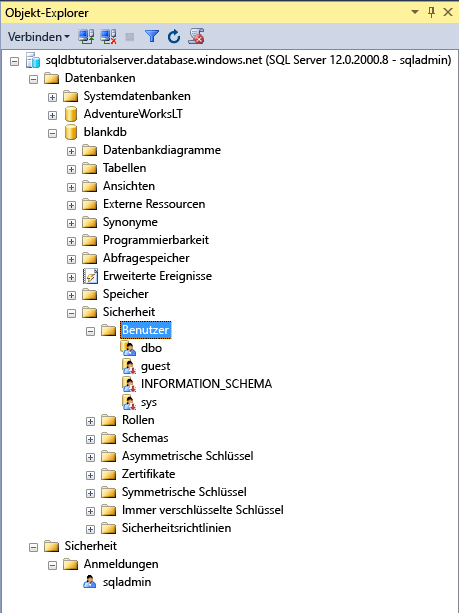 Objekt-Explorer
Verbinden
sqldbtutorialserver.database.windows.net (SQL Server 12.0.2000.8 - sqladmin)
Datenbanken
Systemdatenbanken
AdventureWorksLT
blankdb
Datenbankdiagramme
Tabellen
Ansichten
Externe Ressourcen
Synonyme
Programmierbarkeit
Abfragespeicher
Erweiterte Ereignisse
Speicher
Sicherheit
Benutzer
dbo
guest
INFORMATION_SCHEMA
sys
Rollen
Schemas
Asymmetrische Schlüssel
Zertifikate
Symmetrische Schlüssel
Immer verschlüsselte Schlüssel
Sicherheitsrichtlinien
Sicherheit
Anmeldungen
sqladmin